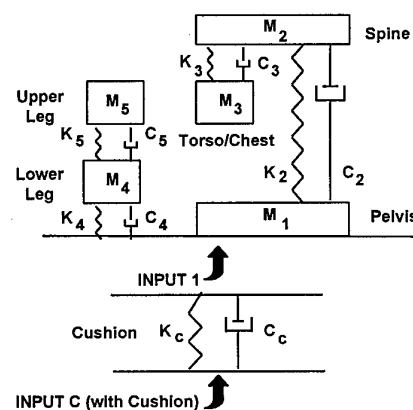 M2
Spine
K3
C3
M3
Torso/Chest
Upper
Leg
M5
K5
C5
Lower
Leg
M4
K4
C4
K2
C2
M1
Pelvis
INPUT 1
Cushion
Kc
Cc
INPUT C (with Cushion)